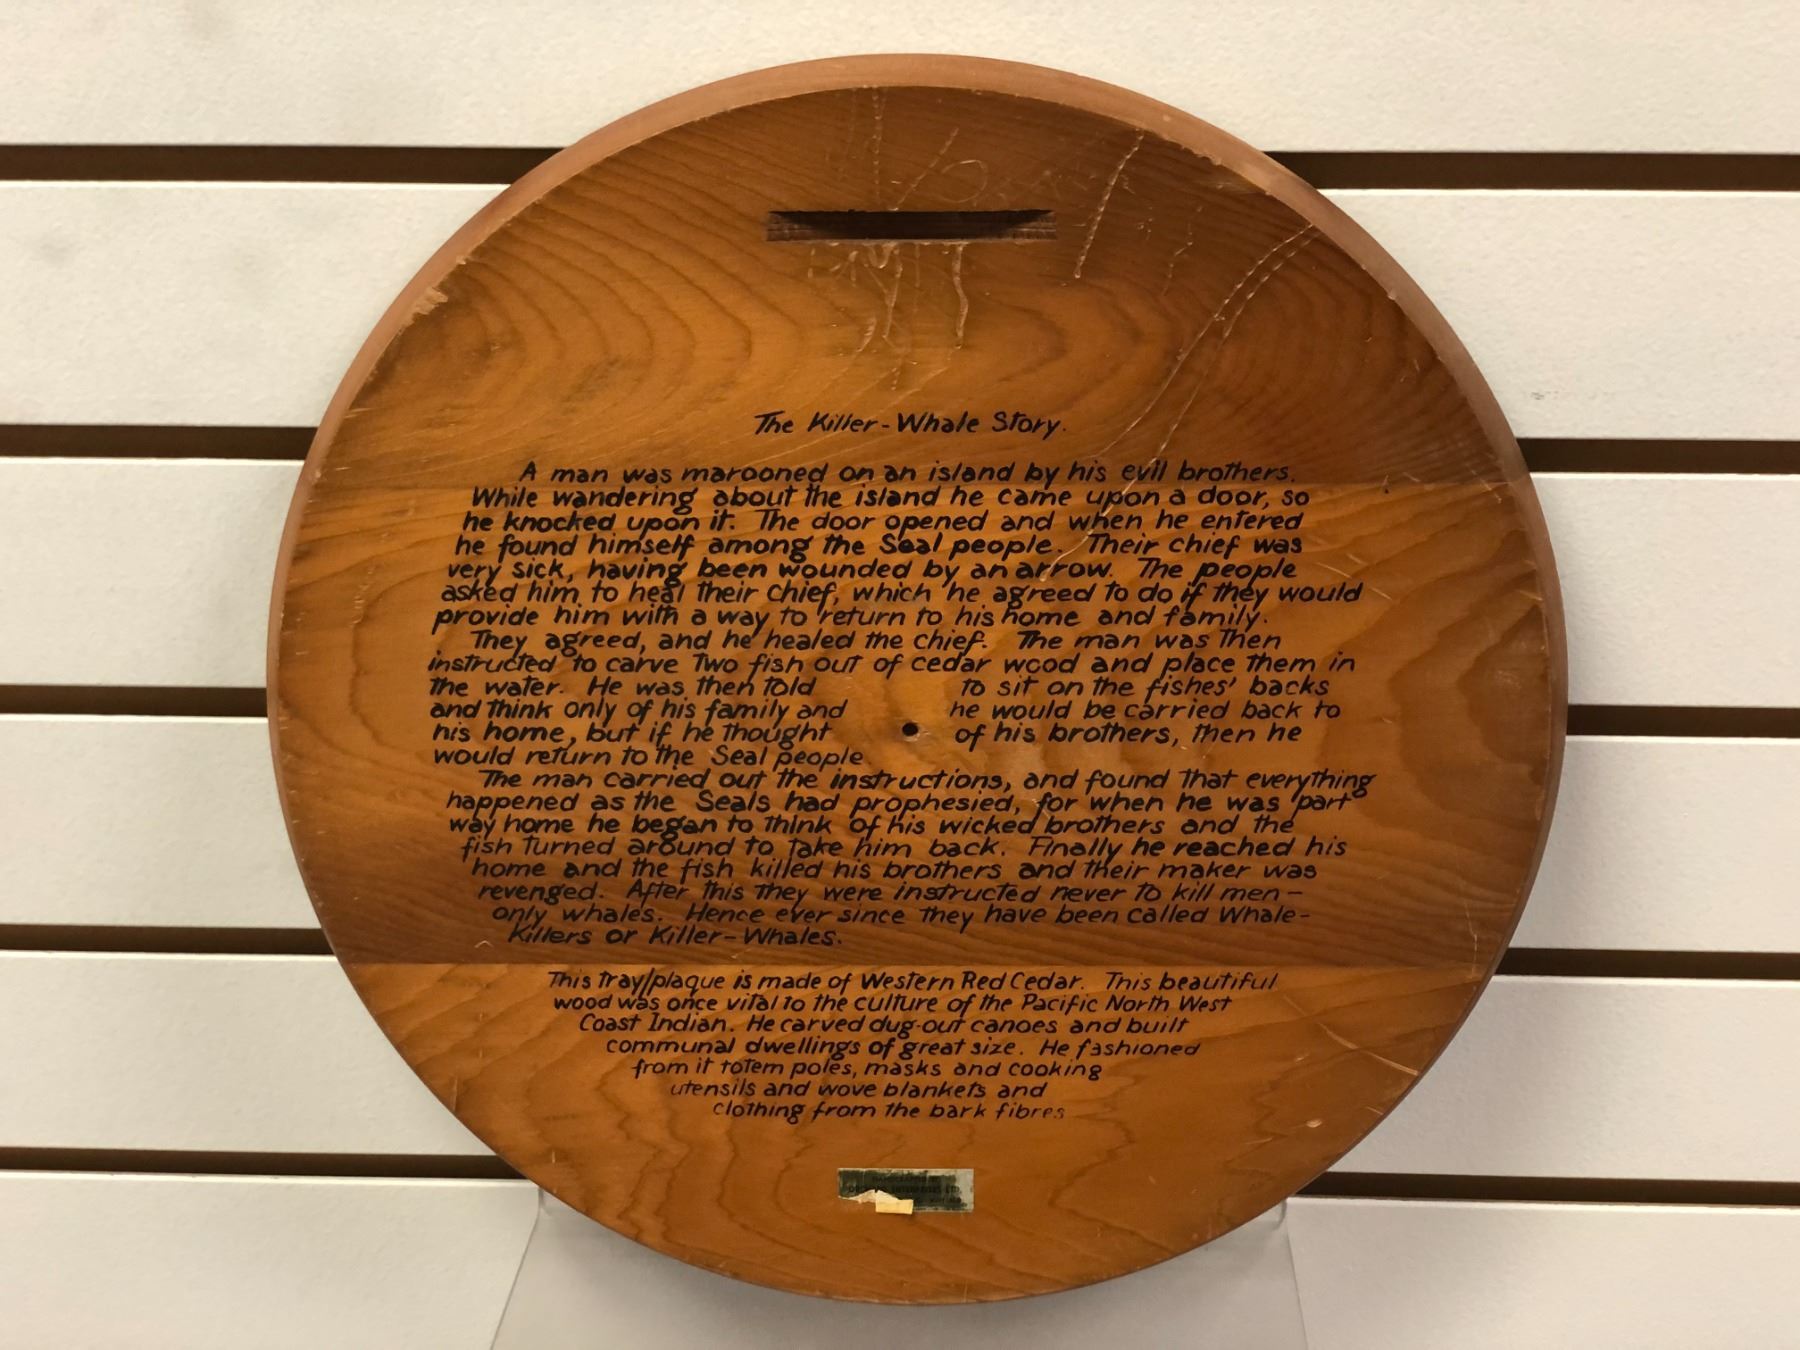 The Killer-Whale Story.
A man was marooned on an island by his evil brothers.
While wandering about the island he came upon a door, so
he knocked upon it. The door opened and when he entered
he found himself among the Seal people. Their chief was
very sick, having been wounded by an arrow. The people
asked him to heal their chief, which he agreed to do if they would
provide him with a way to return to his home and family.
They agreed, and he healed the chief. The man was then
instructed to carve two fish out of cedar wood and place them in
the water. He was then told to sit on the fishes' backs
and think only of his family and he would be carried back to
his home, but if he thought of his brothers, then he
would return to the Seal people
The man carried out the instructions, and found that everything
happened as the Seals had prophesied, for when he was part
way home he began to think of his wicked brothers and the
fish turned around to take him back. Finally he reached his
home and the fish killed his brothers and their maker was
revenged. After this they were instructed never to kill men-
only whales. Hence ever since they have been called Whale-
Killers or Killer-Whales.
This tray/plaque is made of Western Red Cedar. This beautiful
wood was once vital to the culture of the Pacific North West
Coast Indian. He carved dug-out canoes and built
communal dwellings of great size. He fashioned
from it totem poles, masks and cooking
utensils and wove blankets and
clothing from the bark fibres